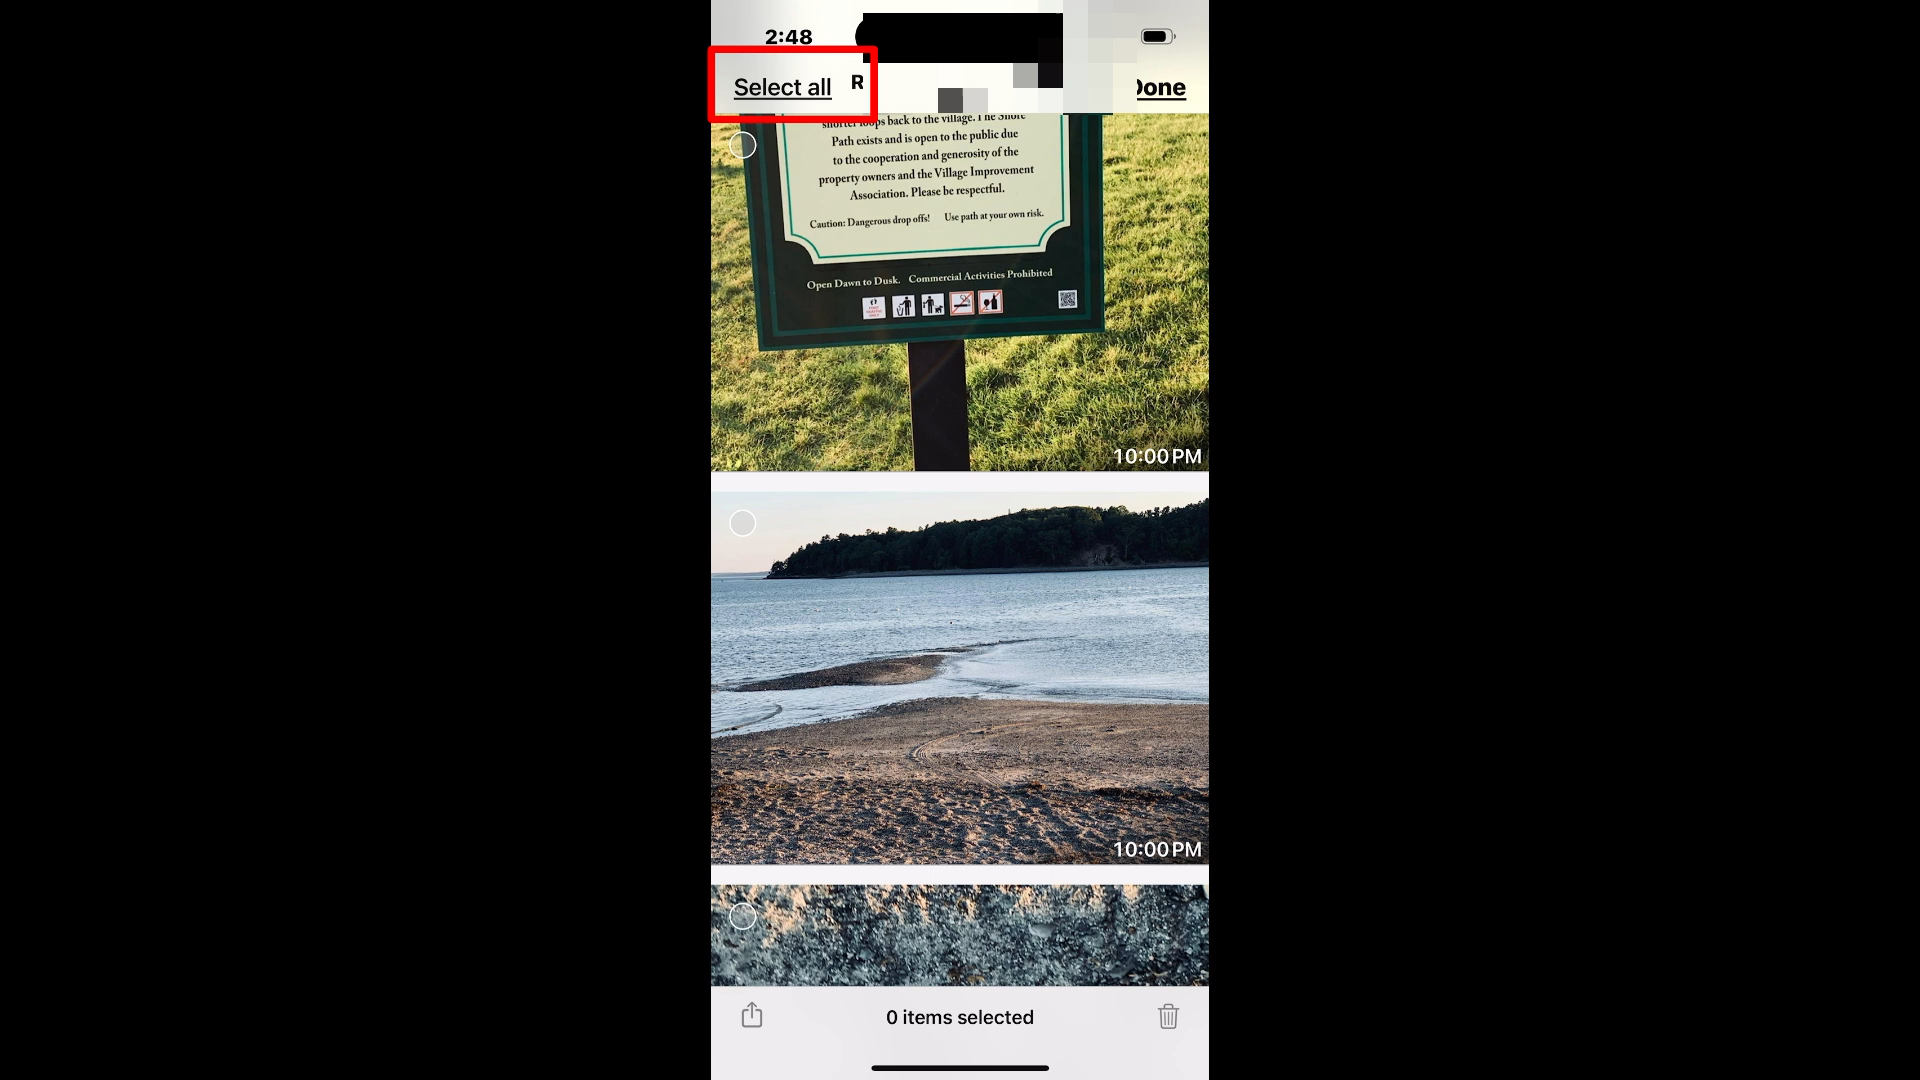 2:48
Select all
R
Done
shorter loops back to the village. The Shore
Path exists and is open to the public due
to the cooperation and generosity of the
property owners and the Village Improvement
Association. Please be respectful.
Caution: Dangerous drop offs! Use path at your own risk.
Open Dawn to Dusk. Commercial Activities Prohibited
10:00 PM
10:00 PM
0 items selected